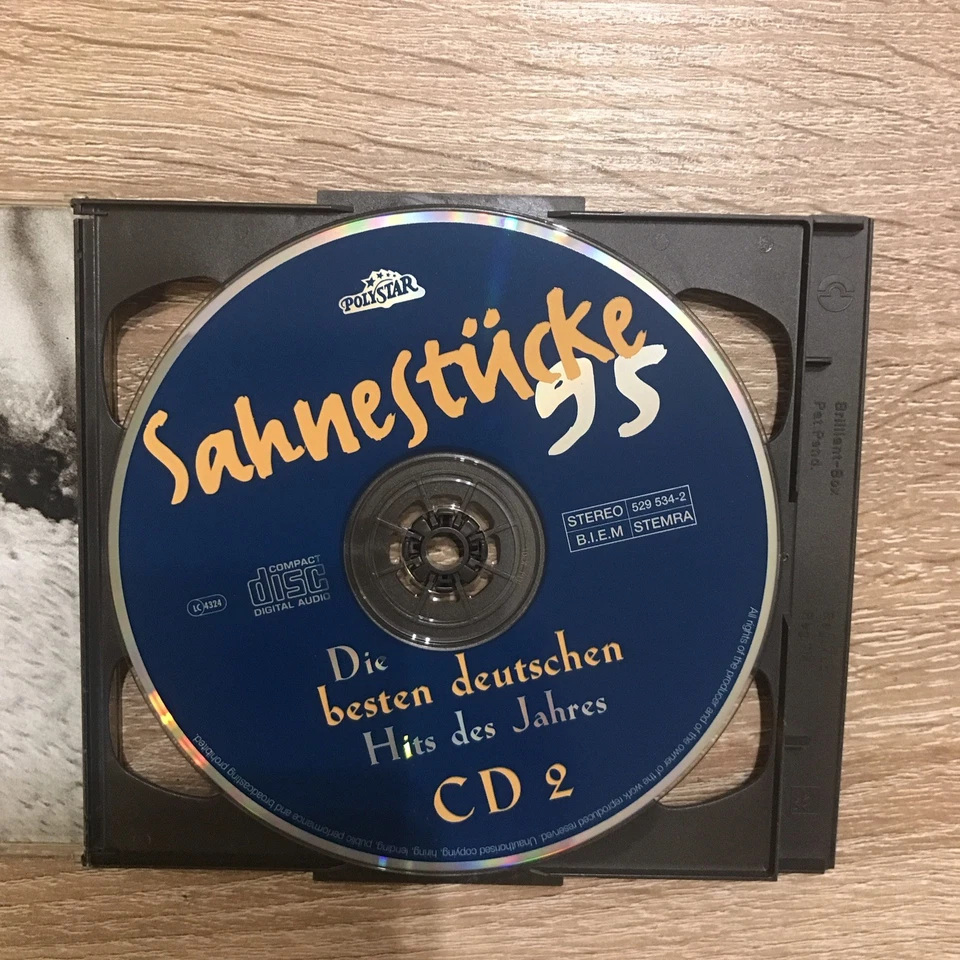 POLYSTAR
Sahnestücke
95
STEREO 529 534-2
B.I.E.M STEMRA
COMPACT
disc
DIGITAL AUDIO
LC 4324
Die
besten deutschen
Hits des Jahres
CD 2
All rights of the producer and of the owner of the work reproduced reserved. Unauthorised copying, hiring, lending, public performance and broadcasting prohibited.
Brilliant-Box
Pat.Pend.